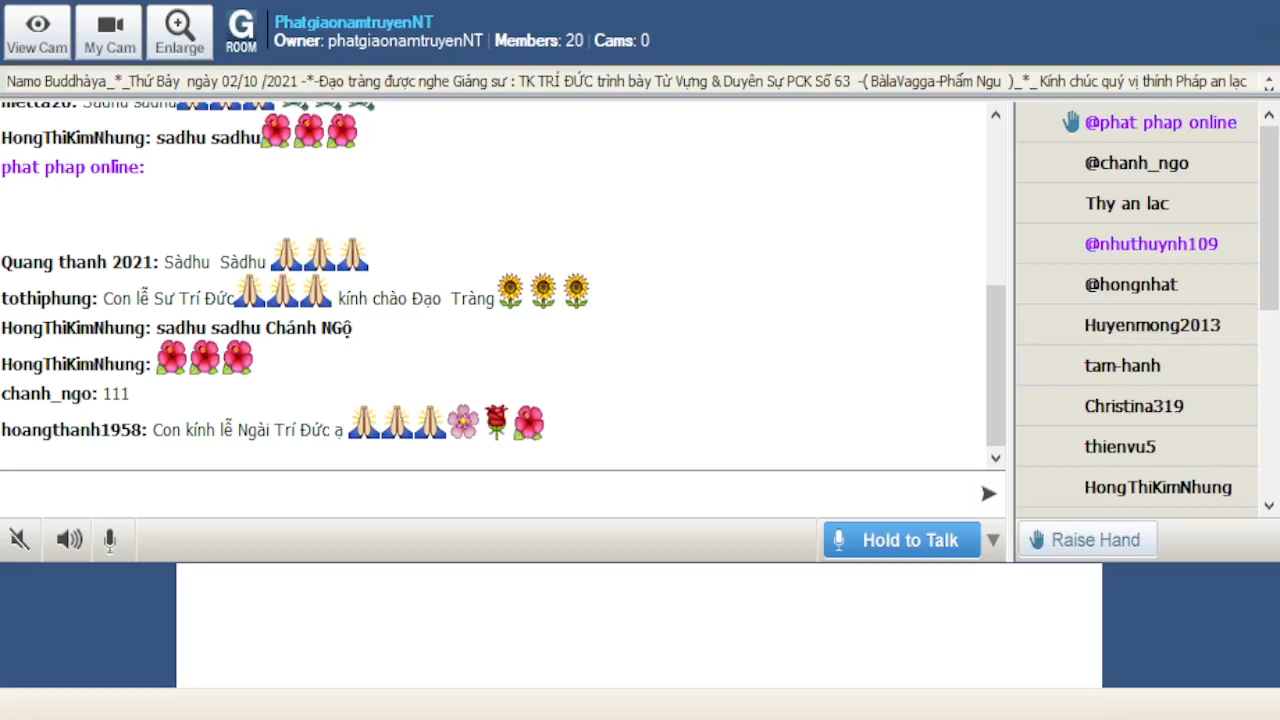 View Cam
My Cam
Enlarge
G
ROOM
PhatgiaonamtruyenNT
Owner: phatgiaonamtruyenNT | Members: 20 | Cams: 0
Namo Buddhàya_*_Thứ Bảy ngày 02/10 /2021 -*-Đạo tràng được nghe Giảng sư : TK TRÍ ĐỨC trình bày Từ Vựng & Duyên Sự PCK Số 63 -( BàlaVagga-Phẩm Ngu )_*_Kính chúc quý vị thính Pháp an lạc
metta26: Sadhu sadhu
HongThiKimNhung: sadhu sadhu
phat phap online:
Quang thanh 2021: Sàdhu Sàdhu
tothiphung: Con lễ Sư Trí Đức kính chào Đạo Tràng
HongThiKimNhung: sadhu sadhu Chánh NGộ
HongThiKimNhung:
chanh_ngo: 111
hoangthanh1958: Con kính lễ Ngài Trí Đức ạ
@phat phap online
@chanh_ngo
Thy an lac
@nhuthuynh109
@hongnhat
Huyenmong2013
tam-hanh
Christina319
thienvu5
HongThiKimNhung
Hold to Talk
Raise Hand